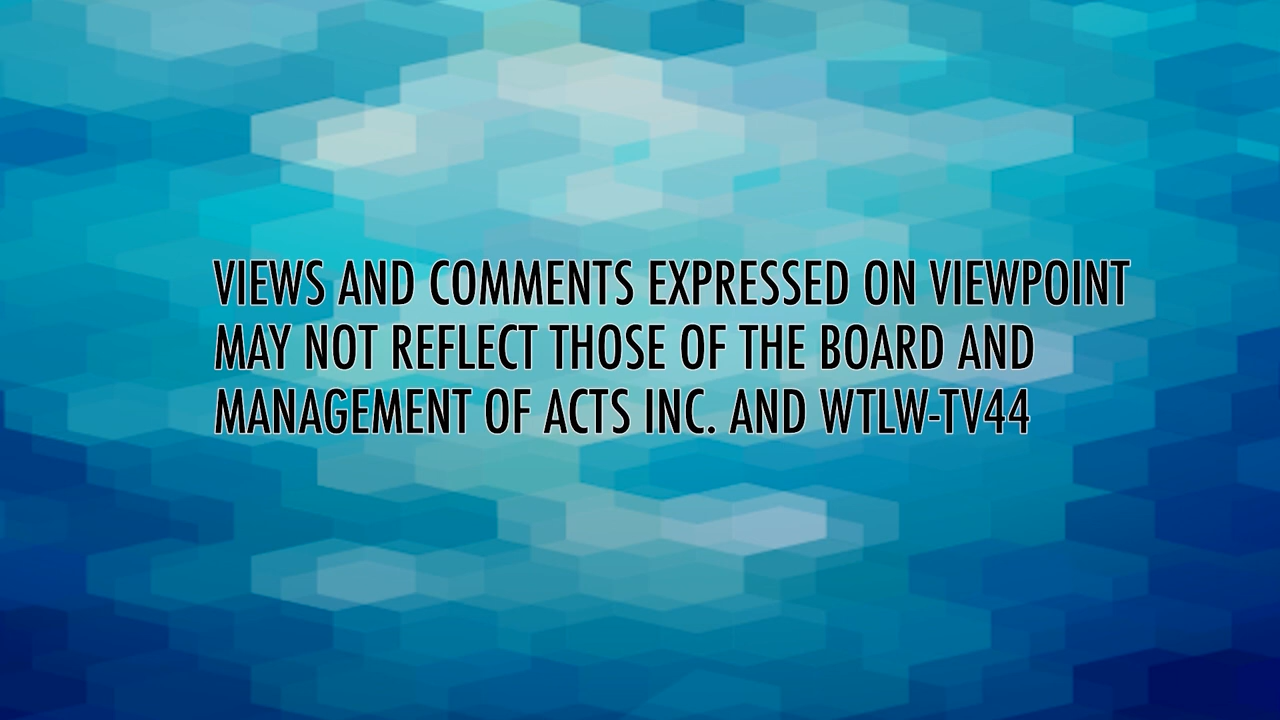 VIEWS AND COMMENTS EXPRESSED ON VIEWPOINT
MAY NOT REFLECT THOSE OF THE BOARD AND
MANAGEMENT OF ACTS INC. AND WTLW-TV44